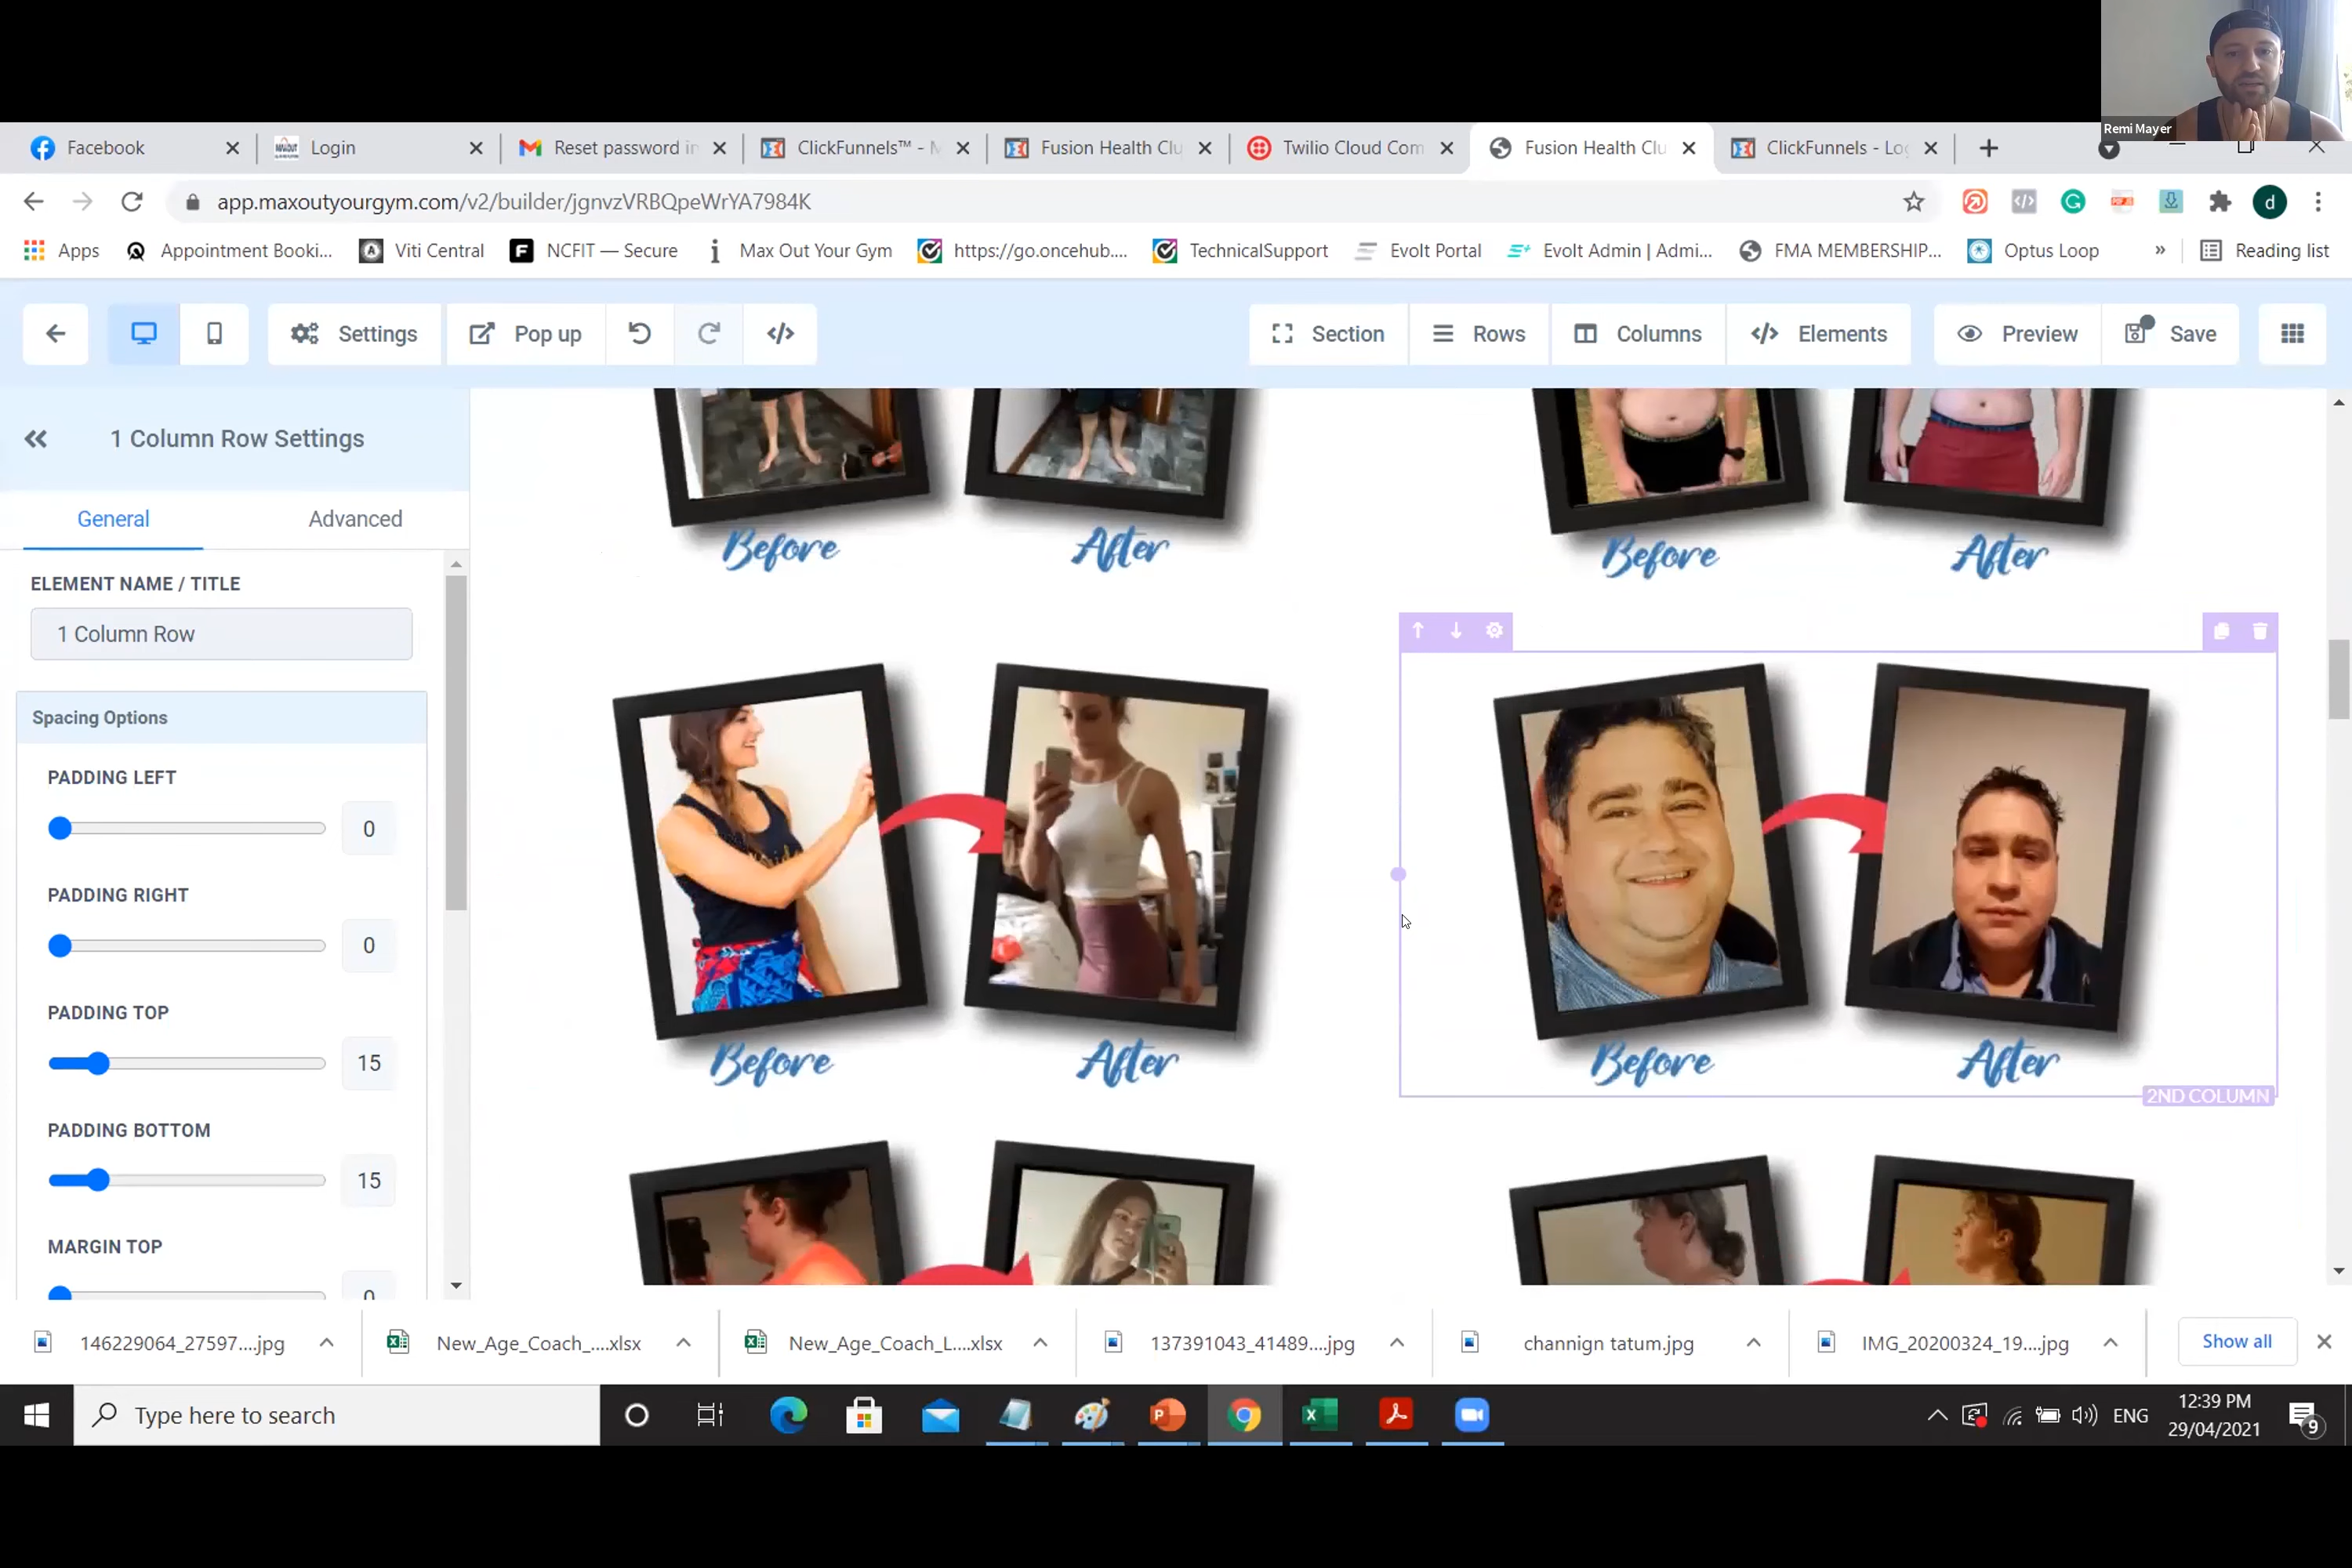 Remi Mayer
Facebook
Login
Reset password in
ClickFunnels™ - M
Fusion Health Clu
Twilio Cloud Com
Fusion Health Clu
ClickFunnels - Log
app.maxoutyourgym.com/v2/builder/jgnvzVRBQpeWrYA7984K
d
Apps
Appointment Booki...
Viti Central
NCFIT — Secure
Max Out Your Gym
https://go.oncehub....
TechnicalSupport
Evolt Portal
Evolt Admin | Admi...
FMA MEMBERSHIP...
Optus Loop
»
Reading list
Settings
Pop up
Section
Rows
Columns
Elements
Preview
Save
1 Column Row Settings
General
Advanced
ELEMENT NAME / TITLE
1 Column Row
Spacing Options
PADDING LEFT
0
PADDING RIGHT
0
PADDING TOP
15
PADDING BOTTOM
15
MARGIN TOP
0
Before
After
Before
After
Before
After
Before
After
2ND COLUMN
146229064_27597....jpg
New_Age_Coach_....xlsx
New_Age_Coach_L....xlsx
137391043_41489....jpg
channign tatum.jpg
IMG_20200324_19....jpg
Show all
Type here to search
ENG
12:39 PM
29/04/2021
9